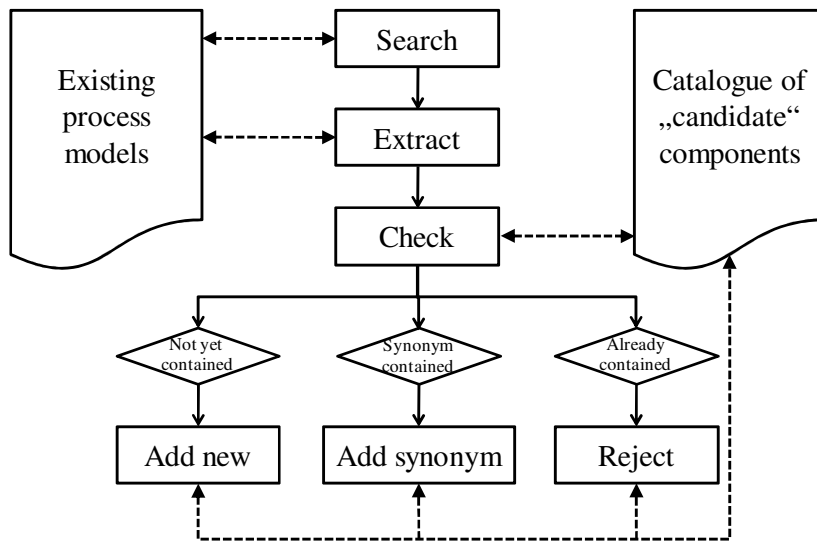 Search
Existing
process
models
Catalogue of
„candidate“
components
Extract
Check
Not yet
contained
Synonym
contained
Already
contained
Add new
Add synonym
Reject